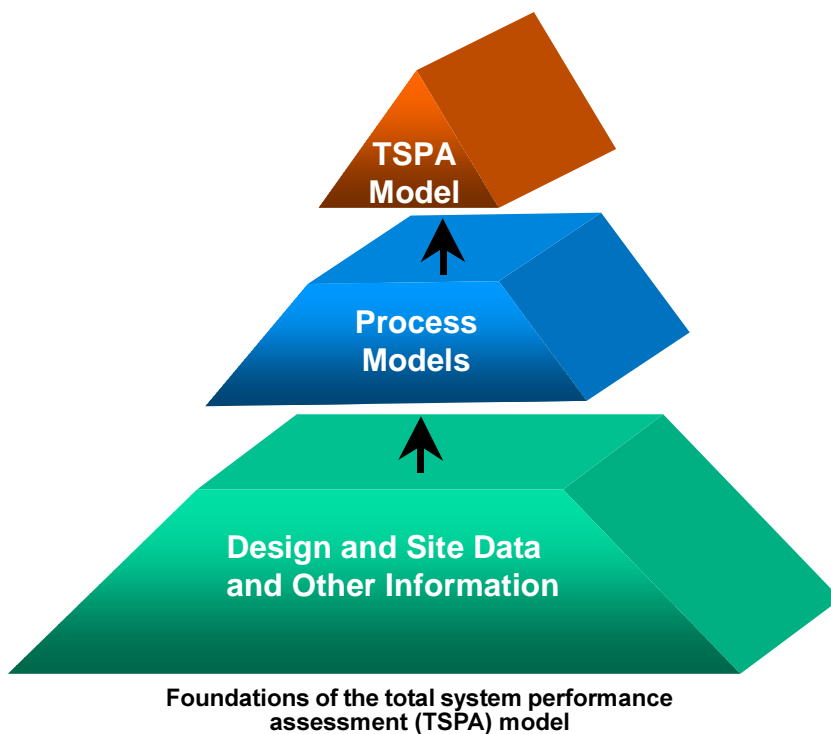 TSPA
Model
Process
Models
Design and Site Data
and Other Information
Foundations of the total system performance
assessment (TSPA) model